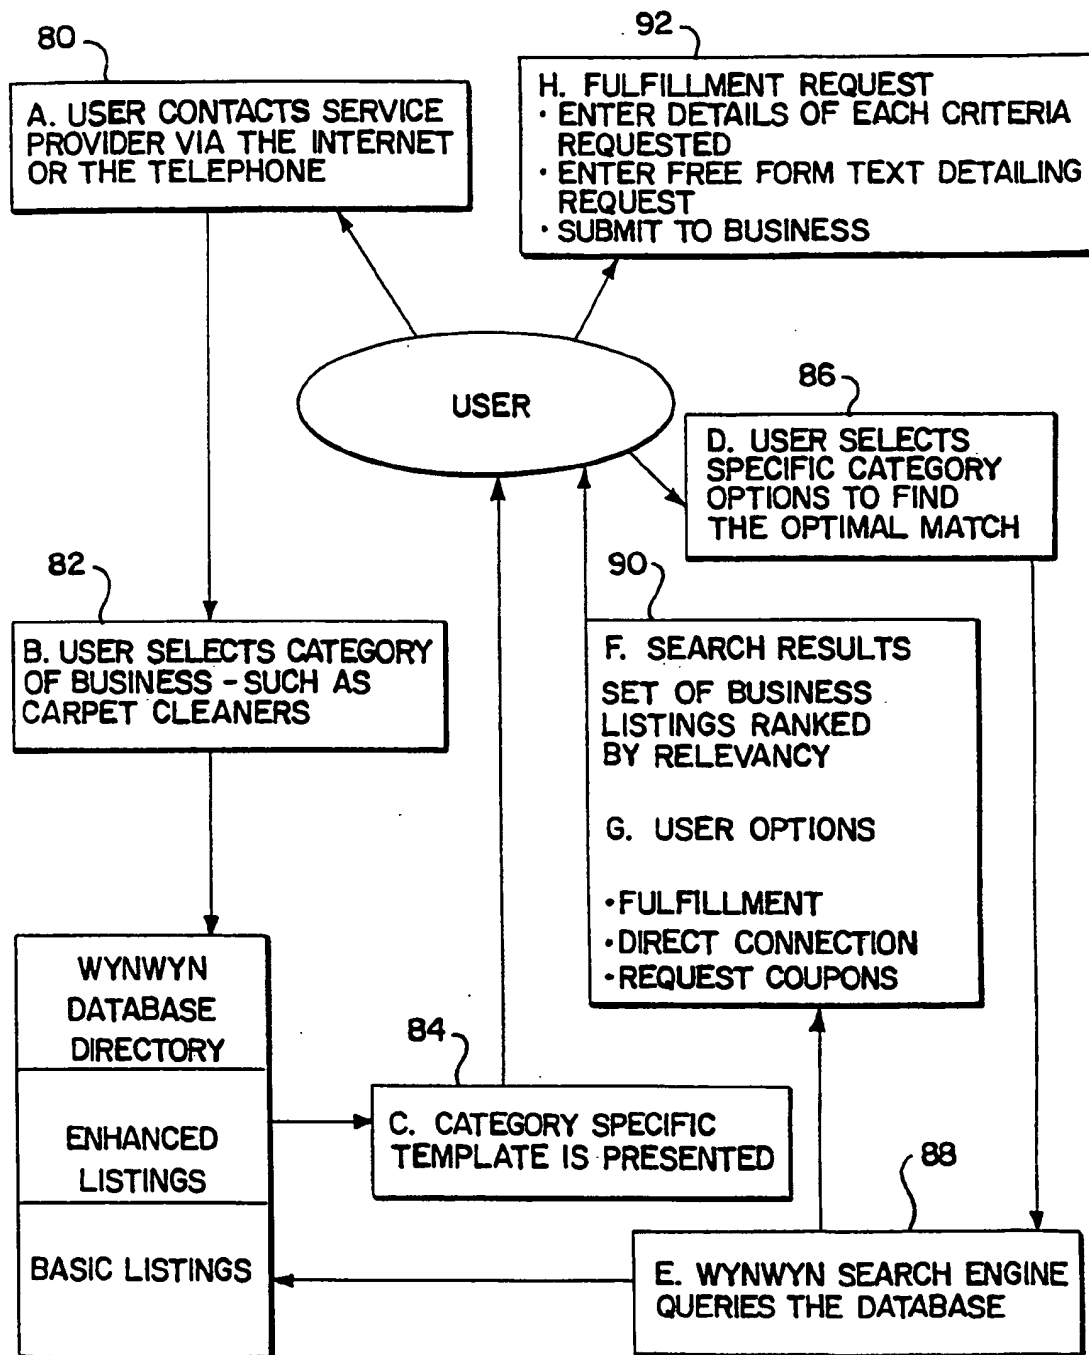 80
A. USER CONTACTS SERVICE
PROVIDER VIA THE INTERNET
OR THE TELEPHONE
92
H. FULFILLMENT REQUEST
• ENTER DETAILS OF EACH CRITERIA
REQUESTED
• ENTER FREE FORM TEXT DETAILING
REQUEST
• SUBMIT TO BUSINESS
USER
86
D. USER SELECTS
SPECIFIC CATEGORY
OPTIONS TO FIND
THE OPTIMAL MATCH
82
B. USER SELECTS CATEGORY
OF BUSINESS - SUCH AS
CARPET CLEANERS
90
F. SEARCH RESULTS
SET OF BUSINESS
LISTINGS RANKED
BY RELEVANCY
G. USER OPTIONS
• FULFILLMENT
• DIRECT CONNECTION
• REQUEST COUPONS
WYNWYN
DATABASE
DIRECTORY
ENHANCED
LISTINGS
BASIC LISTINGS
84
C. CATEGORY SPECIFIC
TEMPLATE IS PRESENTED
88
E. WYNWYN SEARCH ENGINE
QUERIES THE DATABASE